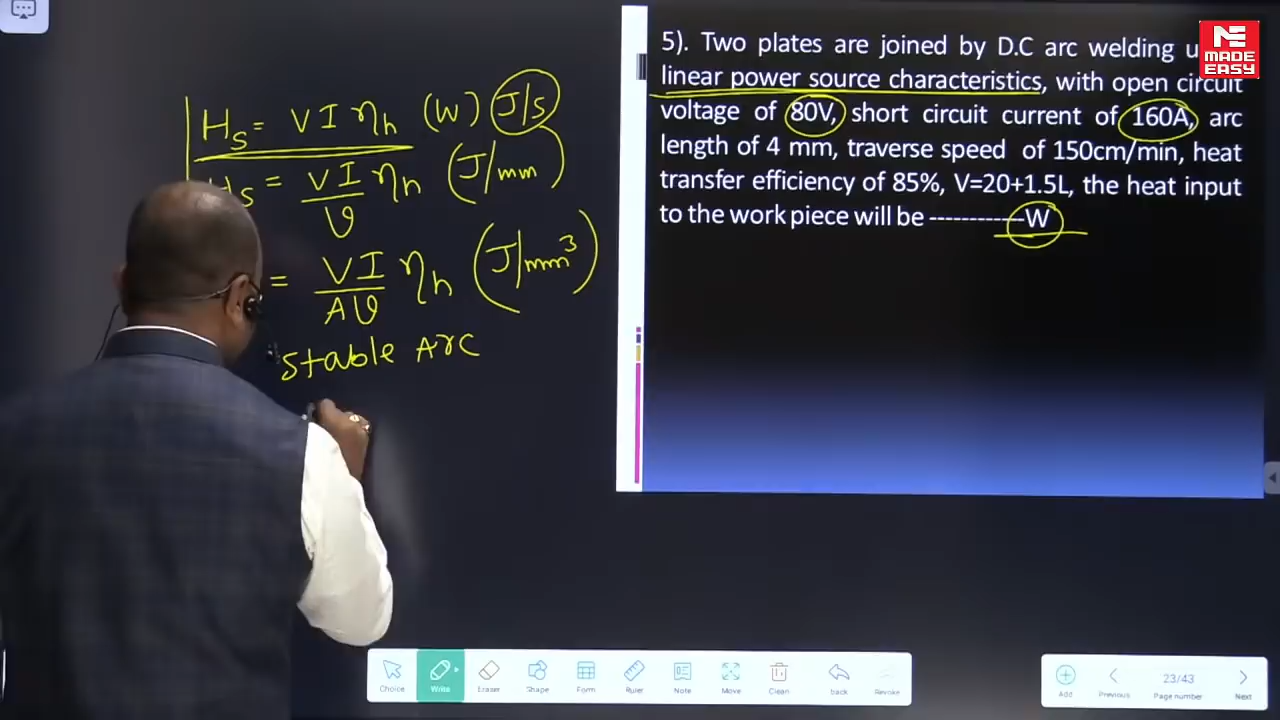 5). Two plates are joined by D.C arc welding u
linear power source characteristics, with open circuit
voltage of 80V, short circuit current of 160A, arc
length of 4 mm, traverse speed of 150cm/min, heat
transfer efficiency of 85%, V=20+1.5L, the heat input
to the work piece will be ------------W
MADE
EASY
Hs = VIηh (W) J/s
Hs = VI/υ ηh (J/mm)
= VI/Aυ ηh (J/mm³)
stable Arc
Choice Write Eraser Shape Form Ruler Note Move Clean back Revoke
Add Previous 23/43 Page number Next